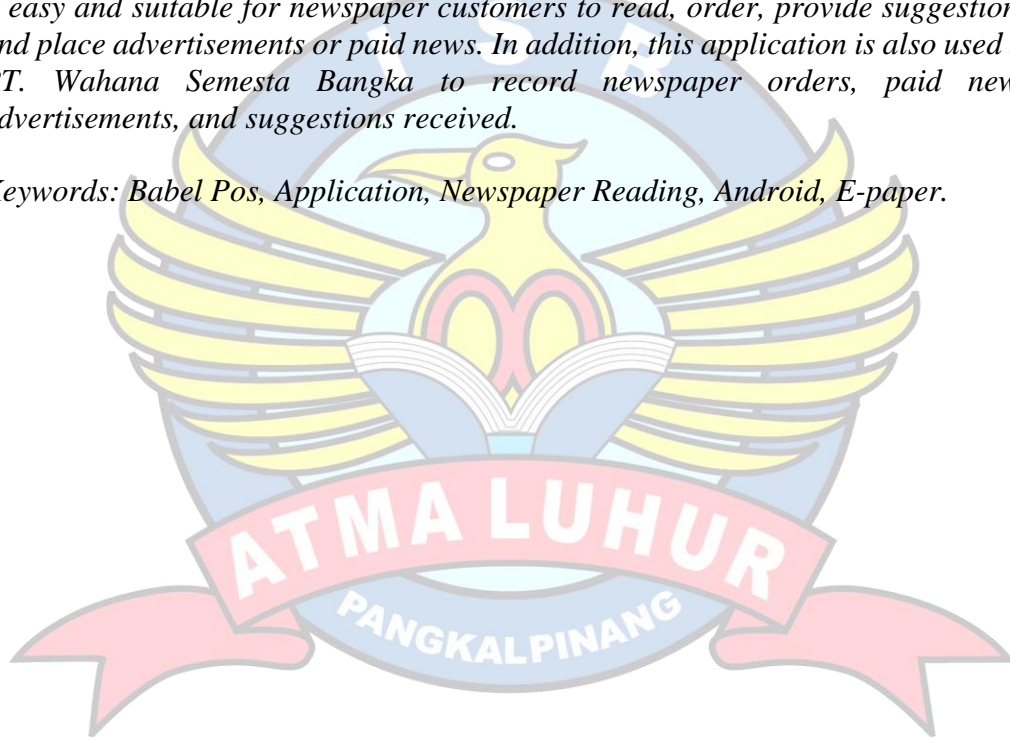 easy and suitable for newspaper customers to read, order, provide suggestion
nd place advertisements or paid news. In addition, this application is also used
PT. Wahana Semesta Bangka to record newspaper orders, paid new
dvertisements, and suggestions received.
Keywords: Babel Pos, Application, Newspaper Reading, Android, E-paper.
I S B
ATMA LUHUR
PANGKALPINANG